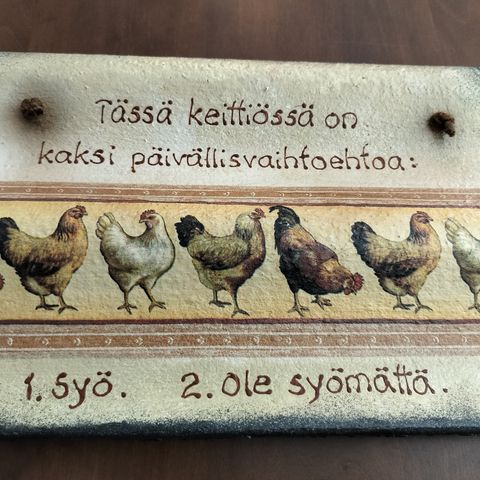 Tässä keittiössä on
kaksi päivällisvaihtoehtoa:
1. Syö. 2. Ole syömättä.